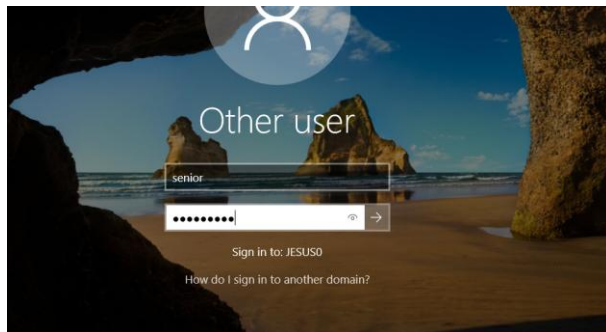 Other user
senior
•••••••••
Sign in to: JESUS0
How do I sign in to another domain?